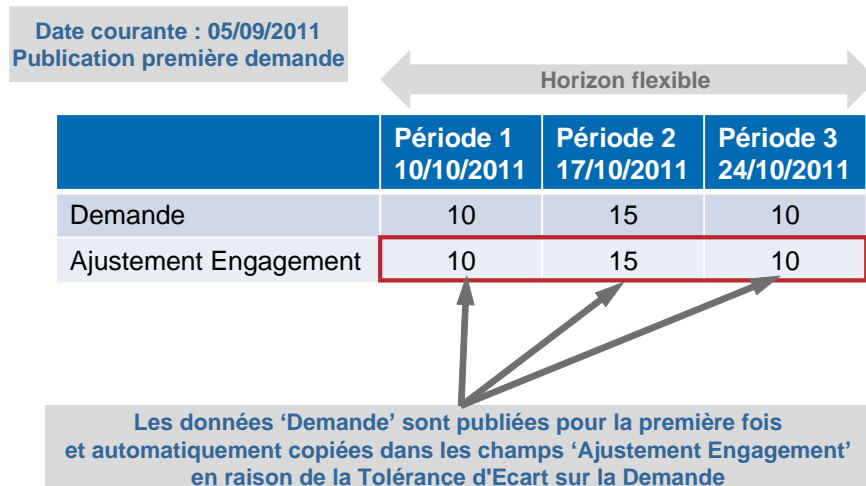 Date courante : 05/09/2011
Publication première demande
Horizon flexible
Période 1 Période 2 Période 3
10/10/2011 17/10/2011 24/10/2011
Demande 10 15 10
Ajustement Engagement 10 15 10
Les données ‘Demande’ sont publiées pour la première fois
et automatiquement copiées dans les champs ‘Ajustement Engagement’
en raison de la Tolérance d'Ecart sur la Demande